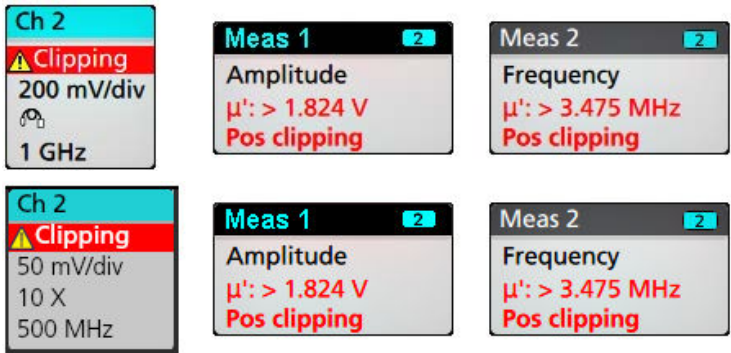 Ch 2
Clipping
200 mV/div
1 GHz
Meas 1 2
Amplitude
μ': > 1.824 V
Pos clipping
Meas 2 2
Frequency
μ': > 3.475 MHz
Pos clipping
Ch 2
Clipping
50 mV/div
10 X
500 MHz
Meas 1 2
Amplitude
μ': > 1.824 V
Pos clipping
Meas 2 2
Frequency
μ': > 3.475 MHz
Pos clipping